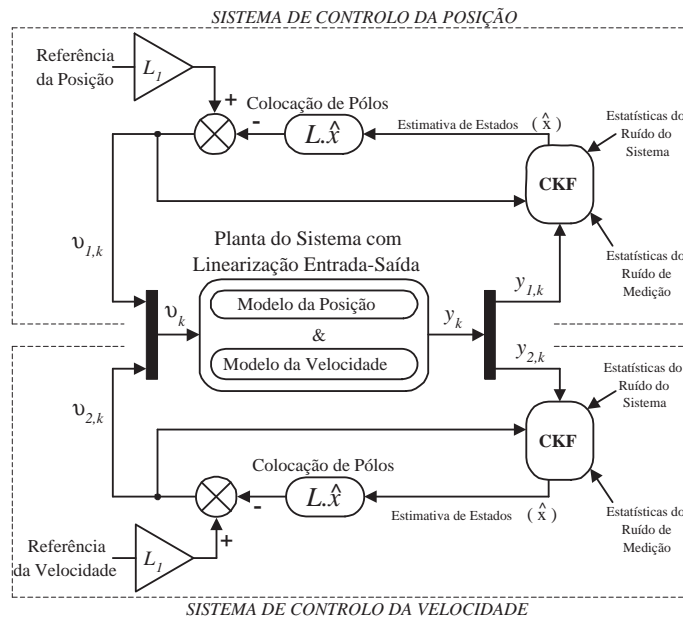 SISTEMA DE CONTROLO DA POSIÇÃO
Referência
da Posição
L1
+
-
Colocação de Pólos
L.x̂
Estimativa de Estados
(x̂)
CKF
Estatísticas do
Ruído do
Sistema
Estatísticas do
Ruído de
Medição
υ1,k
Planta do Sistema com
Linearização Entrada-Saída
Modelo da Posição
&
Modelo da Velocidade
υk
yk
y1,k
y2,k
υ2,k
Estatísticas do
Ruído do
Sistema
CKF
Colocação de Pólos
L.x̂
-
+
Estimativa de Estados
(x̂)
Estatísticas do
Ruído de
Medição
Referência
da Velocidade
L1
SISTEMA DE CONTROLO DA VELOCIDADE